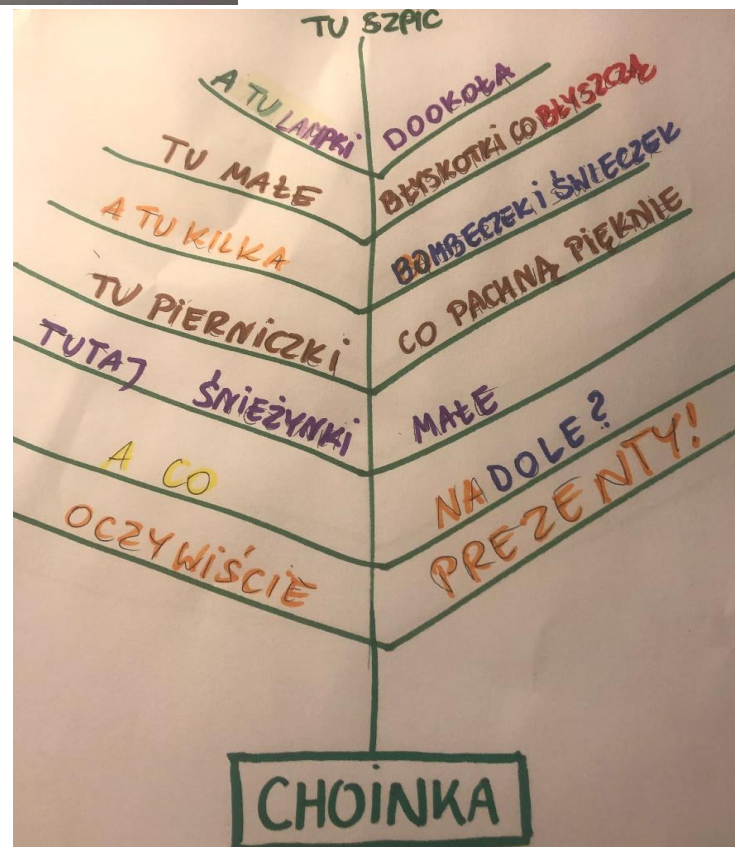 TU SZPIC
A TU LAMPKI DOOKOŁA
TU MAŁE BŁYSKOTKI CO BŁYSZCZĄ
A TU KILKA BOMBECZEK i ŚWIECZEK
TU PIERNICZKI CO PACHNĄ PIĘKNIE
TUTAJ ŚNIEŻYNKI MAŁE
A CO NA DOLE?
OCZYWIŚCIE PREZENTY!
CHOiNKA